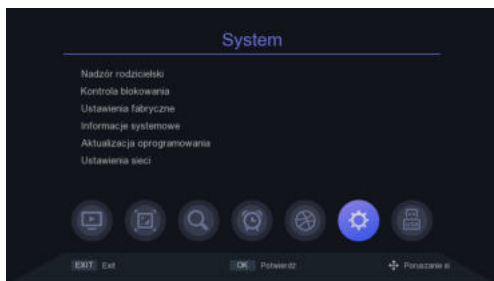 System
Nadzór rodzicielski
Kontrola blokowania
Ustawienia fabryczne
Informacje systemowe
Aktualizacja oprogramowania
Ustawienia sieci
USB
EXIT Exit OK Potwierdź Poruszanie si